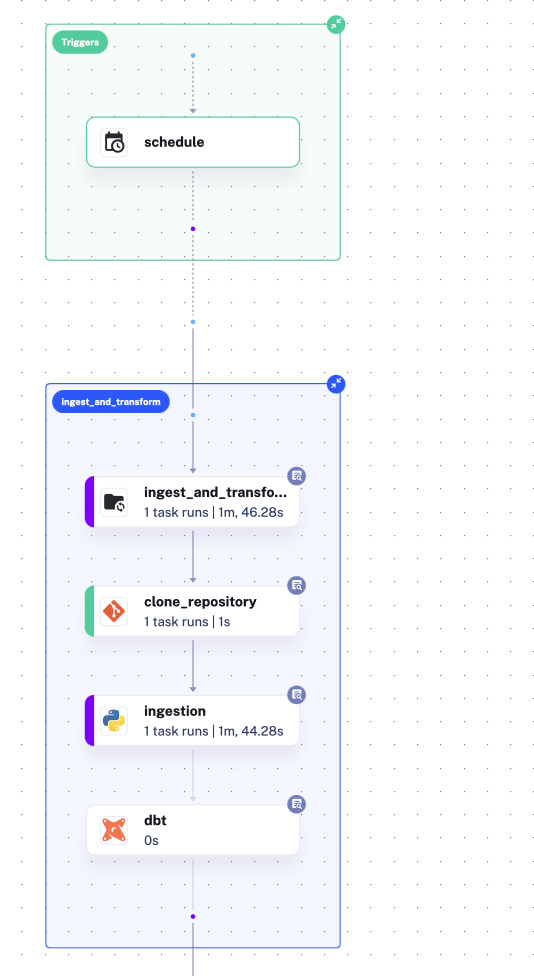 Triggers
schedule
ingest_and_transform
ingest_and_transfo...
1 task runs | 1m, 46.28s
clone_repository
1 task runs | 1s
ingestion
1 task runs | 1m, 44.28s
dbt
0s